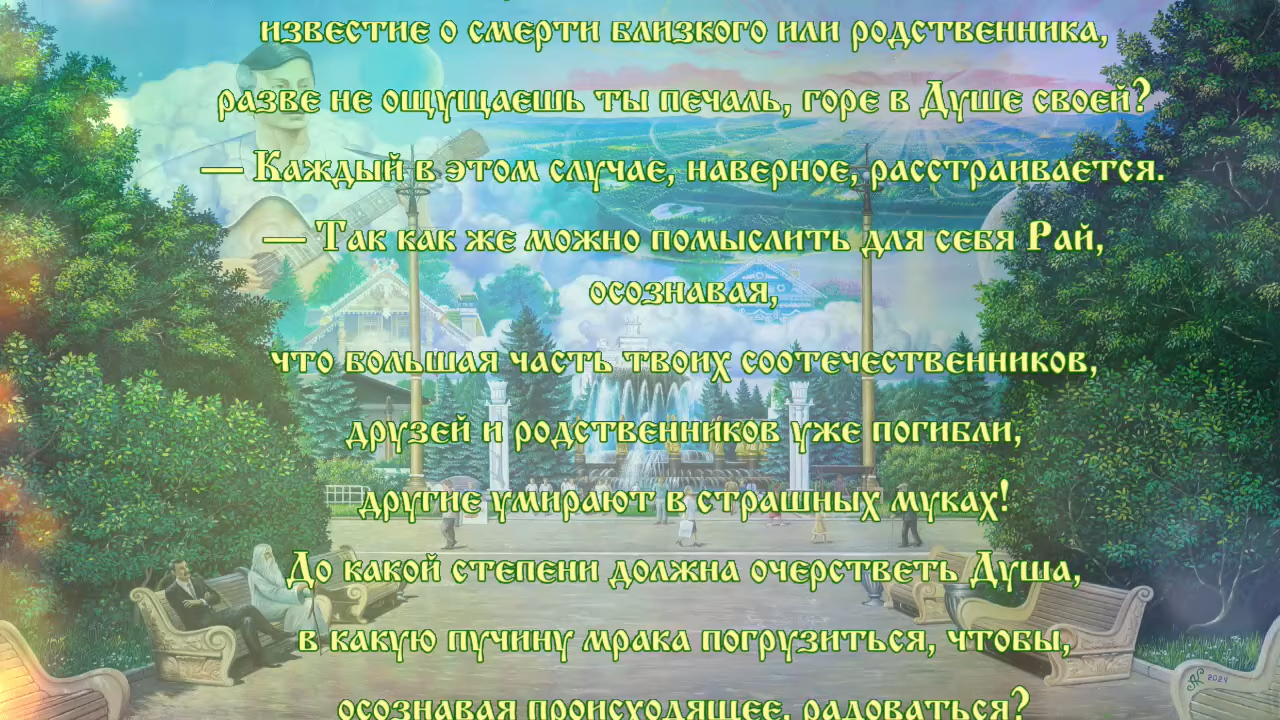 известие о смерти близкого или родственника,
разве не ощущаешь ты печаль, горе в Душе своей?
— Каждый в этом случае, наверное, расстраивается.
— Так как же можно помыслить для себя Рай,
осознавая,
что большая часть твоих соотечественников,
друзей и родственников уже погибли,
другие умирают в страшных муках!
До какой степени должна очерстветь Душа,
в какую пучину мрака погрузиться, чтобы,
осознавая происходящее, радоваться?
2024